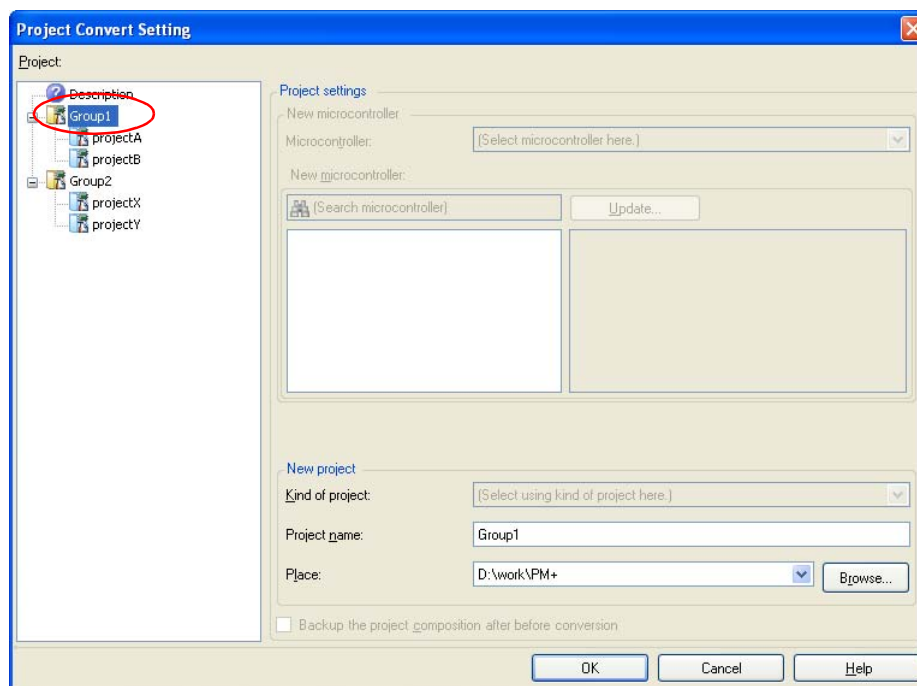 Project Convert Setting
Project:
Description
Group1
projectA
projectB
Group2
projectX
projectY
Project settings
New microcontroller
Microcontroller: (Select microcontroller here.)
New microcontroller:
(Search microcontroller) Update...
New project
Kind of project: (Select using kind of project here.)
Project name: Group1
Place: D:\work\PM+ Browse...
Backup the project composition after before conversion
OK Cancel Help